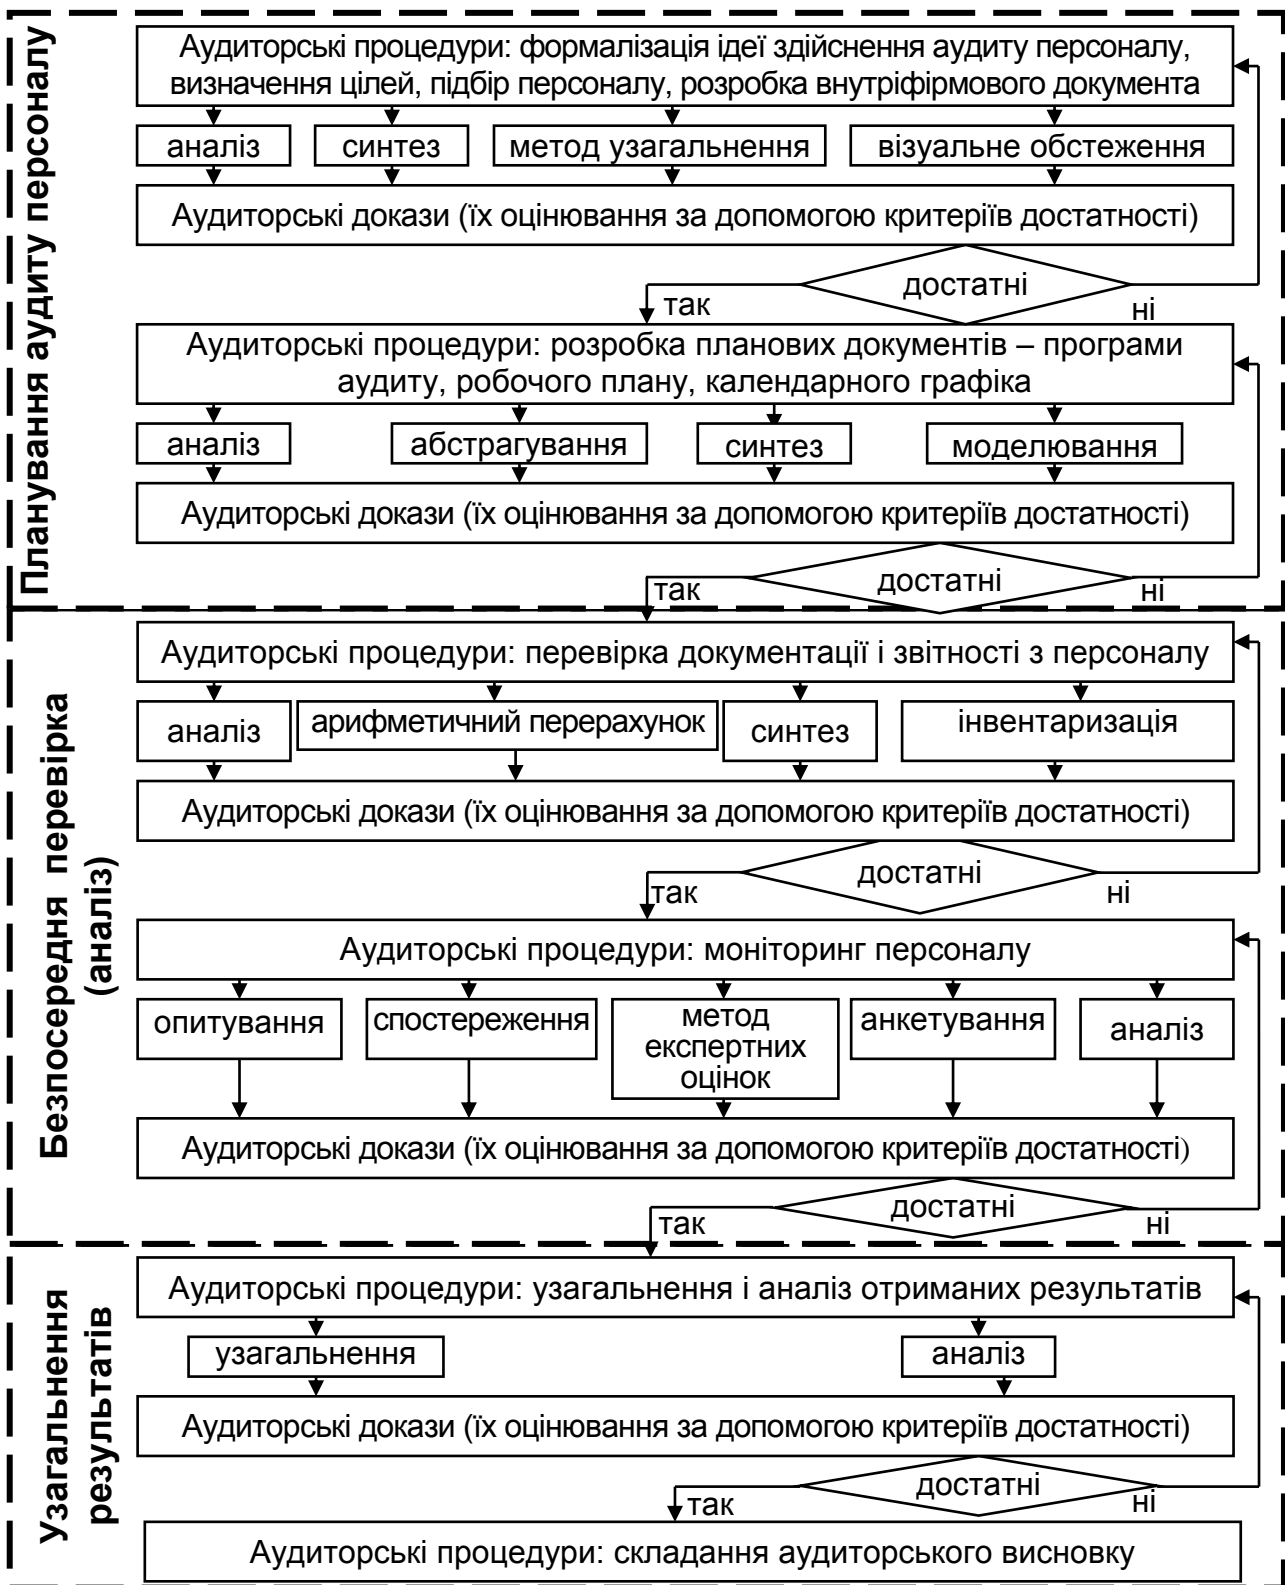 Планування аудиту персоналу
Аудиторські процедури: формалізація ідеї здійснення аудиту персоналу,
визначення цілей, підбір персоналу, розробка внутріфірмового документа
аналіз
синтез
метод узагальнення
візуальне обстеження
Аудиторські докази (їх оцінювання за допомогою критеріїв достатності)
достатні
так
ні
Аудиторські процедури: розробка планових документів – програми
аудиту, робочого плану, календарного графіка
аналіз
абстрагування
синтез
моделювання
Аудиторські докази (їх оцінювання за допомогою критеріїв достатності)
достатні
так
ні
Безпосередня перевірка
(аналіз)
Аудиторські процедури: перевірка документації і звітності з персоналу
аналіз
арифметичний перерахунок
синтез
інвентаризація
Аудиторські докази (їх оцінювання за допомогою критеріїв достатності)
достатні
так
ні
Аудиторські процедури: моніторинг персоналу
опитування
спостереження
метод
експертних
оцінок
анкетування
аналіз
Аудиторські докази (їх оцінювання за допомогою критеріїв достатності)
достатні
так
ні
Узагальнення
результатів
Аудиторські процедури: узагальнення і аналіз отриманих результатів
узагальнення
аналіз
Аудиторські докази (їх оцінювання за допомогою критеріїв достатності)
достатні
так
ні
Аудиторські процедури: складання аудиторського висновку